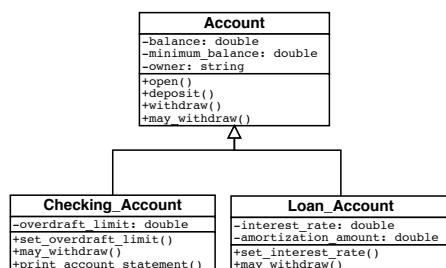 Account
-balance: double
-minimum_balance: double
-owner: string
+open()
+deposit()
+withdraw()
+may_withdraw()
Checking_Account
-overdraft_limit: double
+set_overdraft_limit()
+may_withdraw()
+print_account_statement()
Loan_Account
-interest_rate: double
-amortization_amount: double
+set_interest_rate()
+may_withdraw()